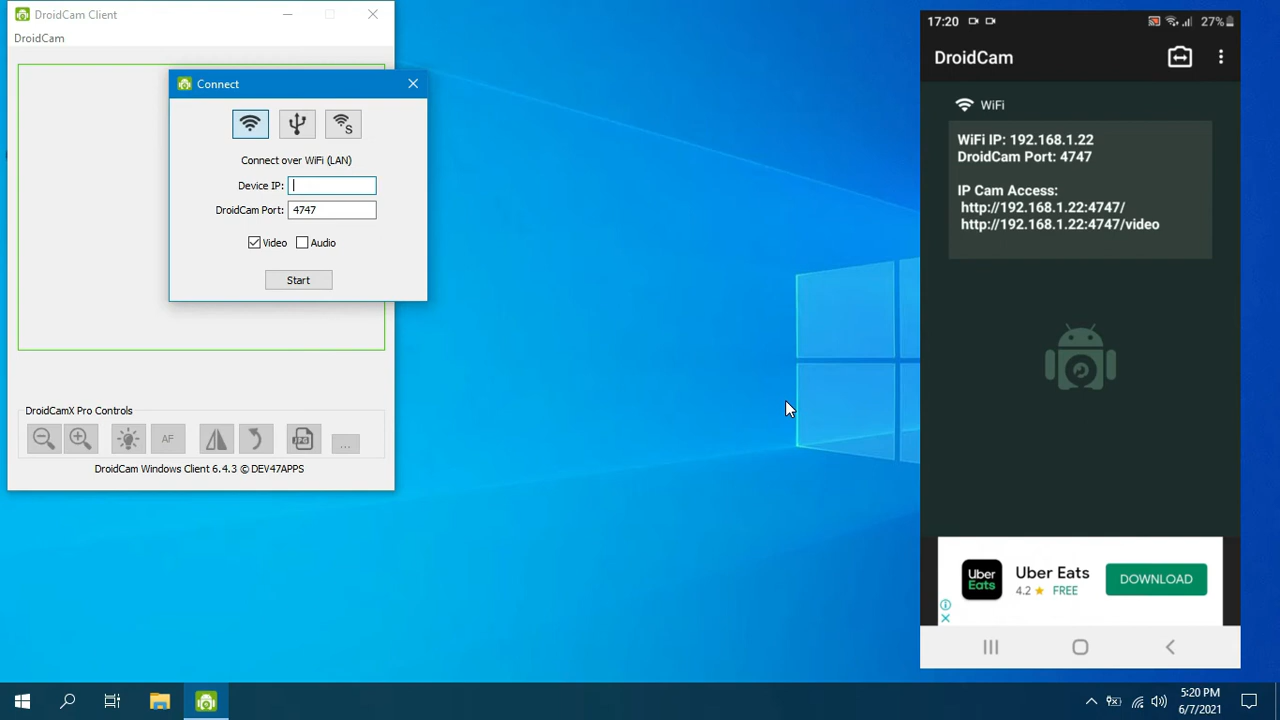 DroidCam Client
DroidCam
Connect
S
Connect over WiFi (LAN)
Device IP:
DroidCam Port: 4747
Video Audio
Start
DroidCamX Pro Controls
AF
JPG
...
DroidCam Windows Client 6.4.3 © DEV47APPS
17:20 27%
DroidCam
WiFi
WiFi IP: 192.168.1.22
DroidCam Port: 4747
IP Cam Access:
http://192.168.1.22:4747/
http://192.168.1.22:4747/video
Uber Eats
Uber Eats
4.2 ★ FREE
DOWNLOAD
5:20 PM
6/7/2021